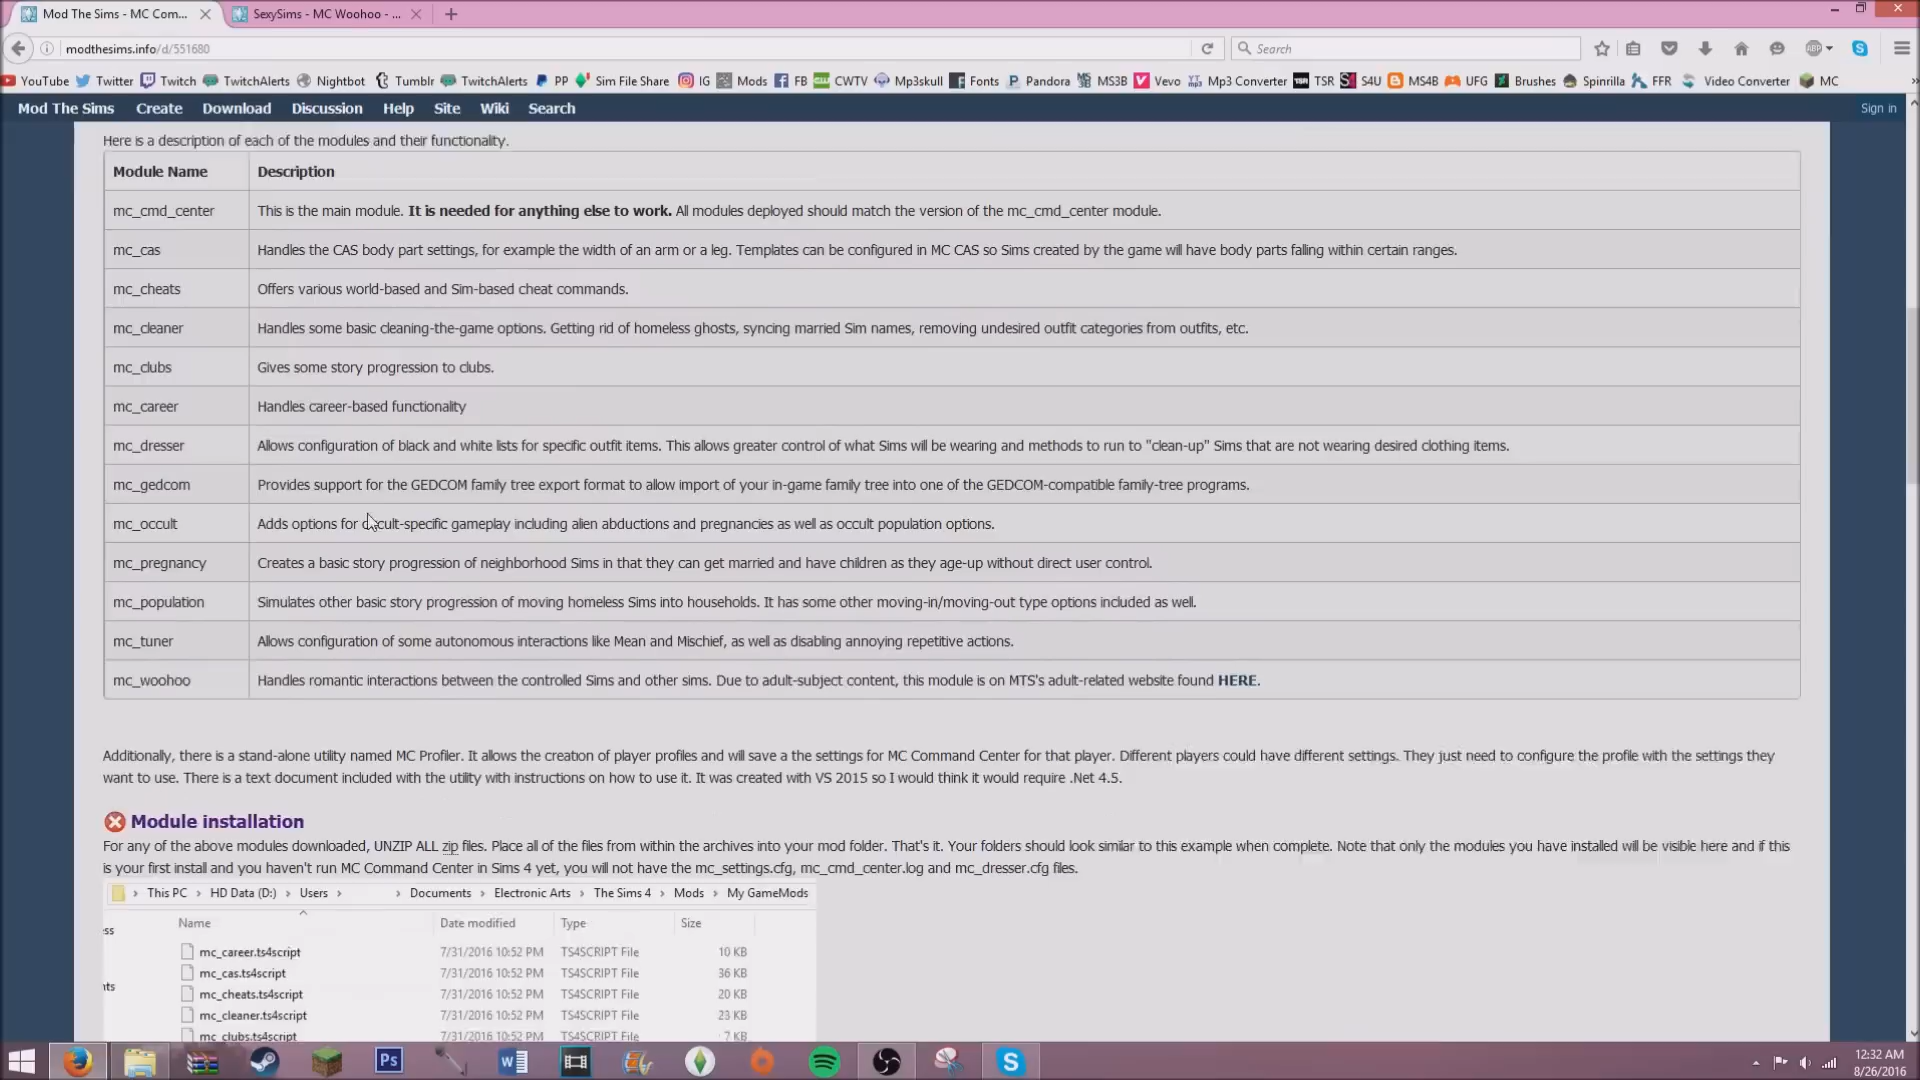 Mod The Sims - MC Com...
SexySims - MC Woohoo - ...
modthesims.info/d/551680
Search
YouTube Twitter Twitch TwitchAlerts Nightbot Tumblr TwitchAlerts PP Sim File Share IG Mods FB CWTV Mp3skull Fonts Pandora MS3B Vevo Mp3 Converter TSR S4U MS4B UFG Brushes Spinrilla FFR Video Converter MC
Mod The Sims Create Download Discussion Help Site Wiki Search Sign in
Here is a description of each of the modules and their functionality.
Module Name Description
mc_cmd_center This is the main module. It is needed for anything else to work. All modules deployed should match the version of the mc_cmd_center module.
mc_cas Handles the CAS body part settings, for example the width of an arm or a leg. Templates can be configured in MC CAS so Sims created by the game will have body parts falling within certain ranges.
mc_cheats Offers various world-based and Sim-based cheat commands.
mc_cleaner Handles some basic cleaning-the-game options. Getting rid of homeless ghosts, syncing married Sim names, removing undesired outfit categories from outfits, etc.
mc_clubs Gives some story progression to clubs.
mc_career Handles career-based functionality
mc_dresser Allows configuration of black and white lists for specific outfit items. This allows greater control of what Sims will be wearing and methods to run to "clean-up" Sims that are not wearing desired clothing items.
mc_gedcom Provides support for the GEDCOM family tree export format to allow import of your in-game family tree into one of the GEDCOM-compatible family-tree programs.
mc_occult Adds options for occult-specific gameplay including alien abductions and pregnancies as well as occult population options.
mc_pregnancy Creates a basic story progression of neighborhood Sims in that they can get married and have children as they age-up without direct user control.
mc_population Simulates other basic story progression of moving homeless Sims into households. It has some other moving-in/moving-out type options included as well.
mc_tuner Allows configuration of some autonomous interactions like Mean and Mischief, as well as disabling annoying repetitive actions.
mc_woohoo Handles romantic interactions between the controlled Sims and other sims. Due to adult-subject content, this module is on MTS's adult-related website found HERE.
Additionally, there is a stand-alone utility named MC Profiler. It allows the creation of player profiles and will save a the settings for MC Command Center for that player. Different players could have different settings. They just need to configure the profile with the settings they
want to use. There is a text document included with the utility with instructions on how to use it. It was created with VS 2015 so I would think it would require .Net 4.5.
Module installation
For any of the above modules downloaded, UNZIP ALL zip files. Place all of the files from within the archives into your mod folder. That's it. Your folders should look similar to this example when complete. Note that only the modules you have installed will be visible here and if this
is your first install and you haven't run MC Command Center in Sims 4 yet, you will not have the mc_settings.cfg, mc_cmd_center.log and mc_dresser.cfg files.
This PC HD Data (D:) Users Documents Electronic Arts The Sims 4 Mods My GameMods
ess Name Date modified Type Size
mc_career.ts4script 7/31/2016 10:52 PM TS4SCRIPT File 10 KB
mc_cas.ts4script 7/31/2016 10:52 PM TS4SCRIPT File 36 KB
nts mc_cheats.ts4script 7/31/2016 10:52 PM TS4SCRIPT File 20 KB
mc_cleaner.ts4script 7/31/2016 10:52 PM TS4SCRIPT File 23 KB
mc_clubs.ts4script 7/31/2016 10:52 PM TS4SCRIPT File 7 KB
12:32 AM
8/26/2016